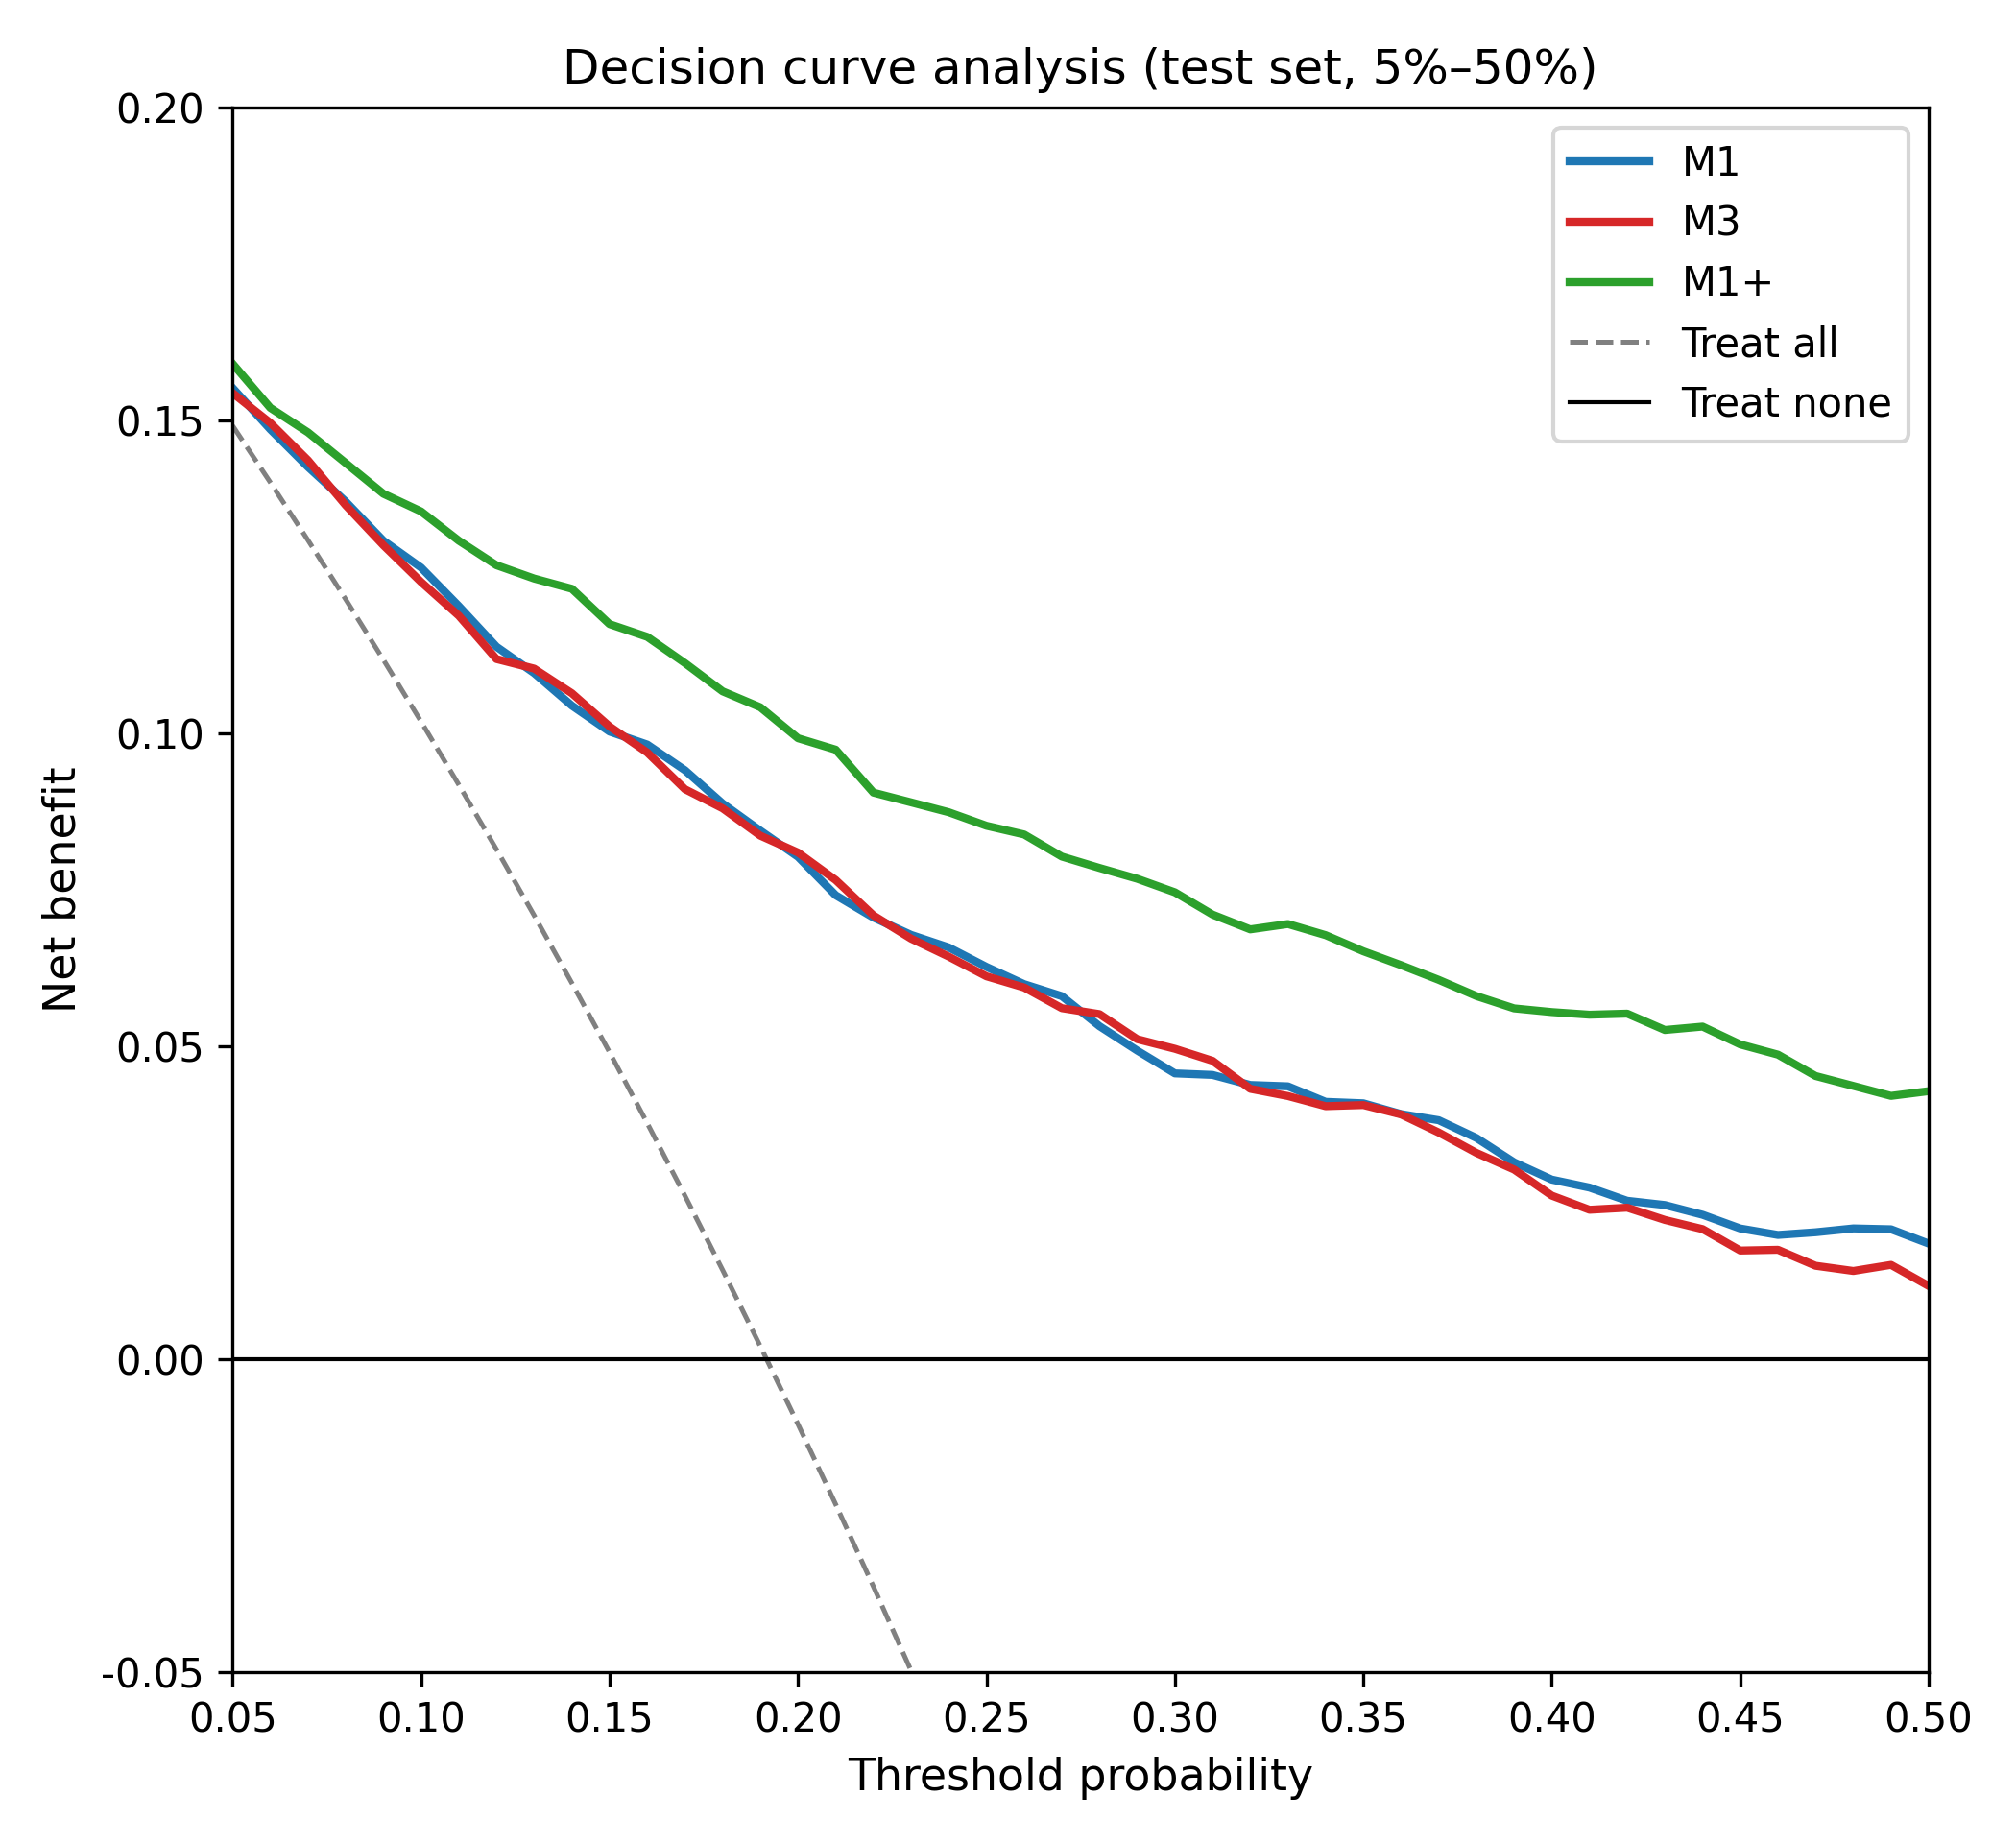 Decision curve analysis (test set, 5%–50%)
0.20
0.15
0.10
0.05
0.00
-0.05
Net benefit
M1
M3
M1+
Treat all
Treat none
0.05 0.10 0.15 0.20 0.25 0.30 0.35 0.40 0.45 0.50
Threshold probability